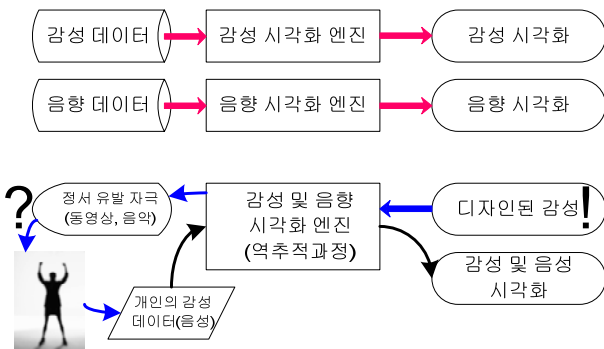 감성 데이터
감성 시각화 엔진
감성 시각화
음향 데이터
음향 시각화 엔진
음향 시각화
?
정서 유발 자극
(동영상, 음악)
감성 및 음향
시각화 엔진
(역추적과정)
디자인된 감성!
감성 및 음성
시각화
개인의 감성
데이터(음성)